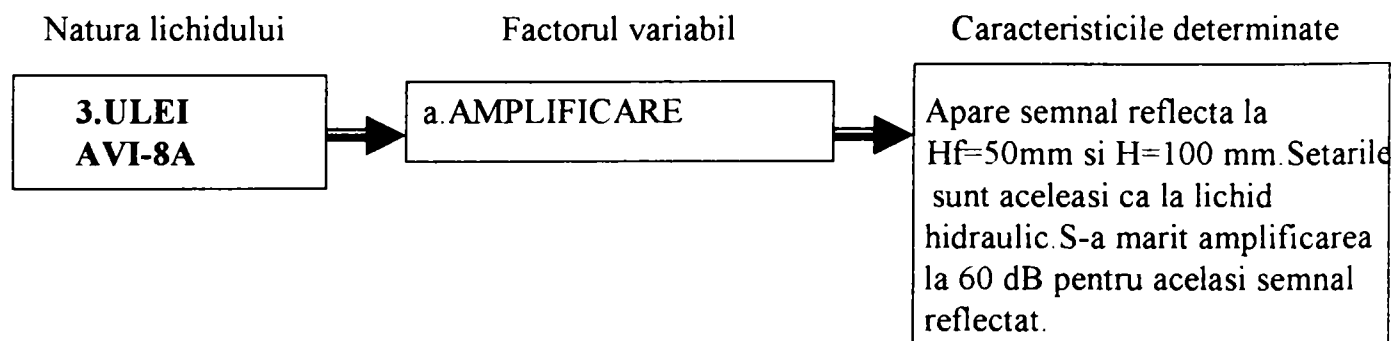 Natura lichidului
Factorul variabil
Caracteristicile determinate
3.ULEI
AVI-8A
a.AMPLIFICARE
Apare semnal reflecta la
Hf=50mm si H=100 mm.Setarile
sunt aceleasi ca la lichid
hidraulic.S-a marit amplificarea
la 60 dB pentru acelasi semnal
reflectat.